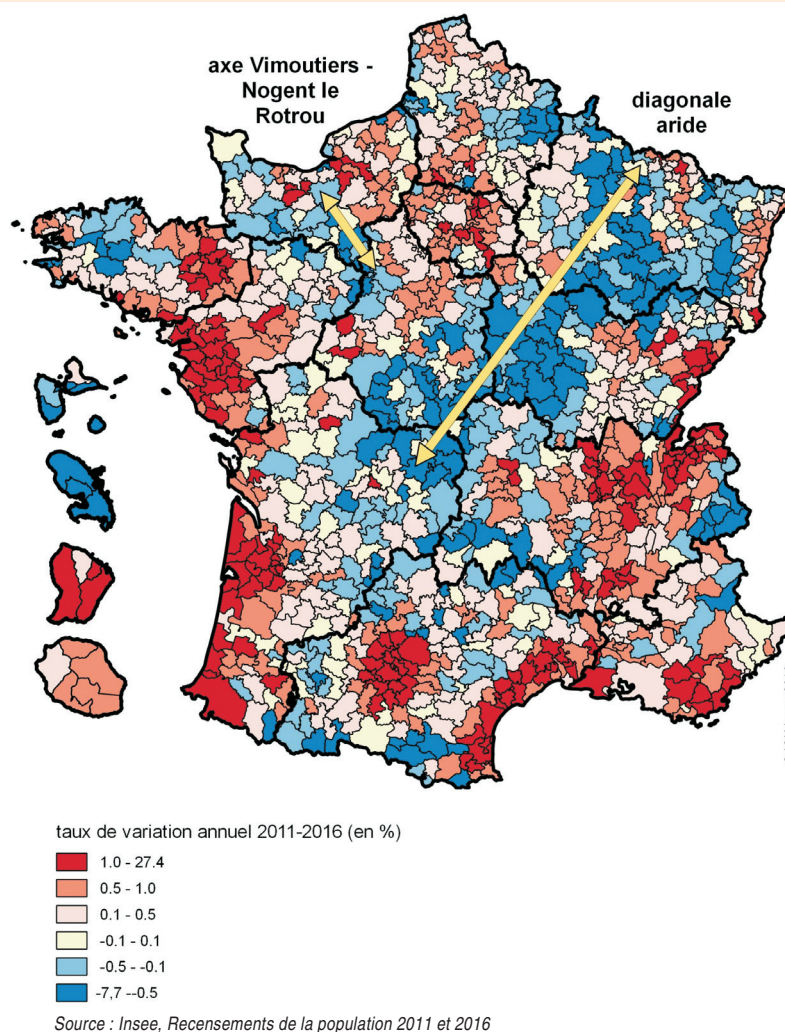 axe Vimoutiers -
Nogent le
Rotrou
diagonale
aride
taux de variation annuel 2011-2016 (en %)
1.0 - 27.4
0.5 - 1.0
0.1 - 0.5
-0.1 - 0.1
-0.5 - -0.1
-7,7 --0.5
Source : Insee, Recensements de la population 2011 et 2016